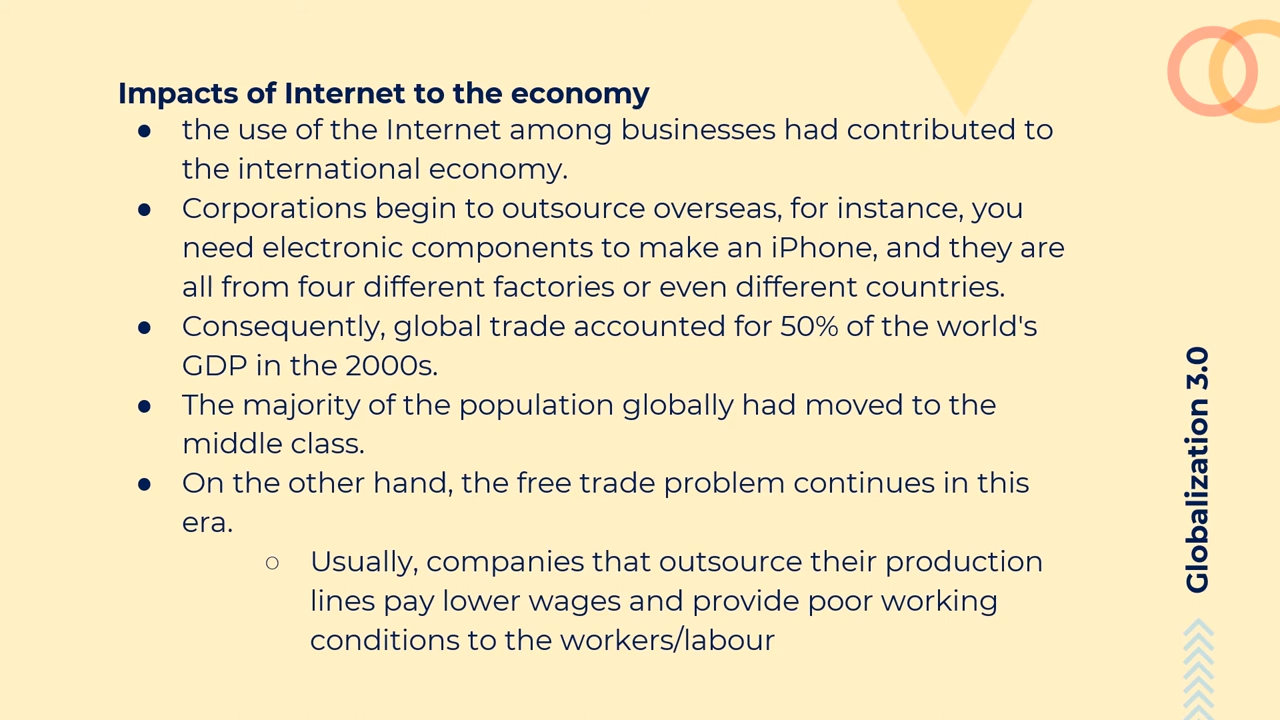 Impacts of Internet to the economy
● the use of the Internet among businesses had contributed to
the international economy.
● Corporations begin to outsource overseas, for instance, you
need electronic components to make an iPhone, and they are
all from four different factories or even different countries.
● Consequently, global trade accounted for 50% of the world's
GDP in the 2000s.
● The majority of the population globally had moved to the
middle class.
● On the other hand, the free trade problem continues in this
era.
○ Usually, companies that outsource their production
lines pay lower wages and provide poor working
conditions to the workers/labour
Globalization 3.0